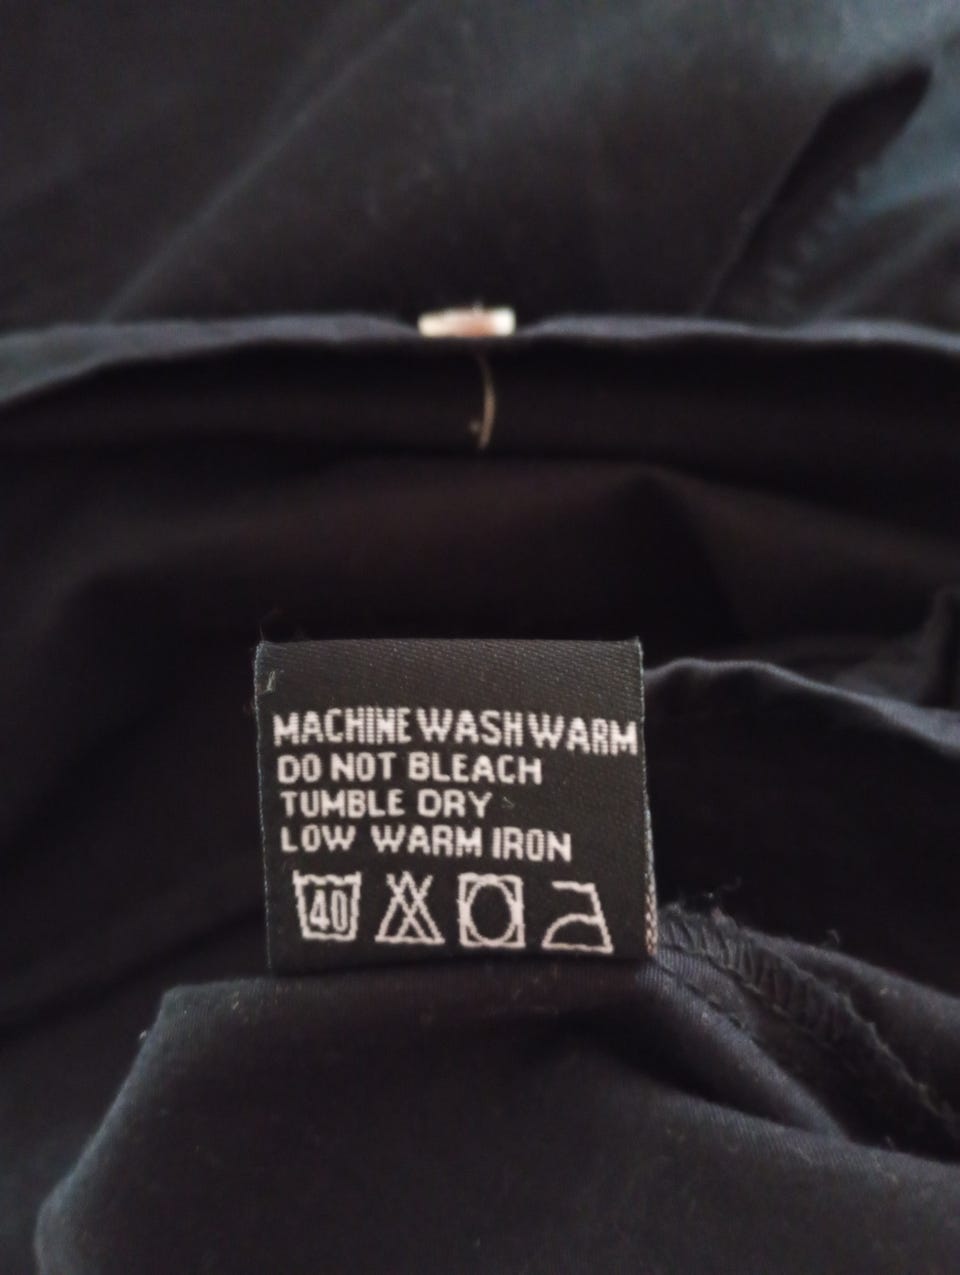 MACHINE WASH WARM
DO NOT BLEACH
TUMBLE DRY
LOW WARM IRON
40